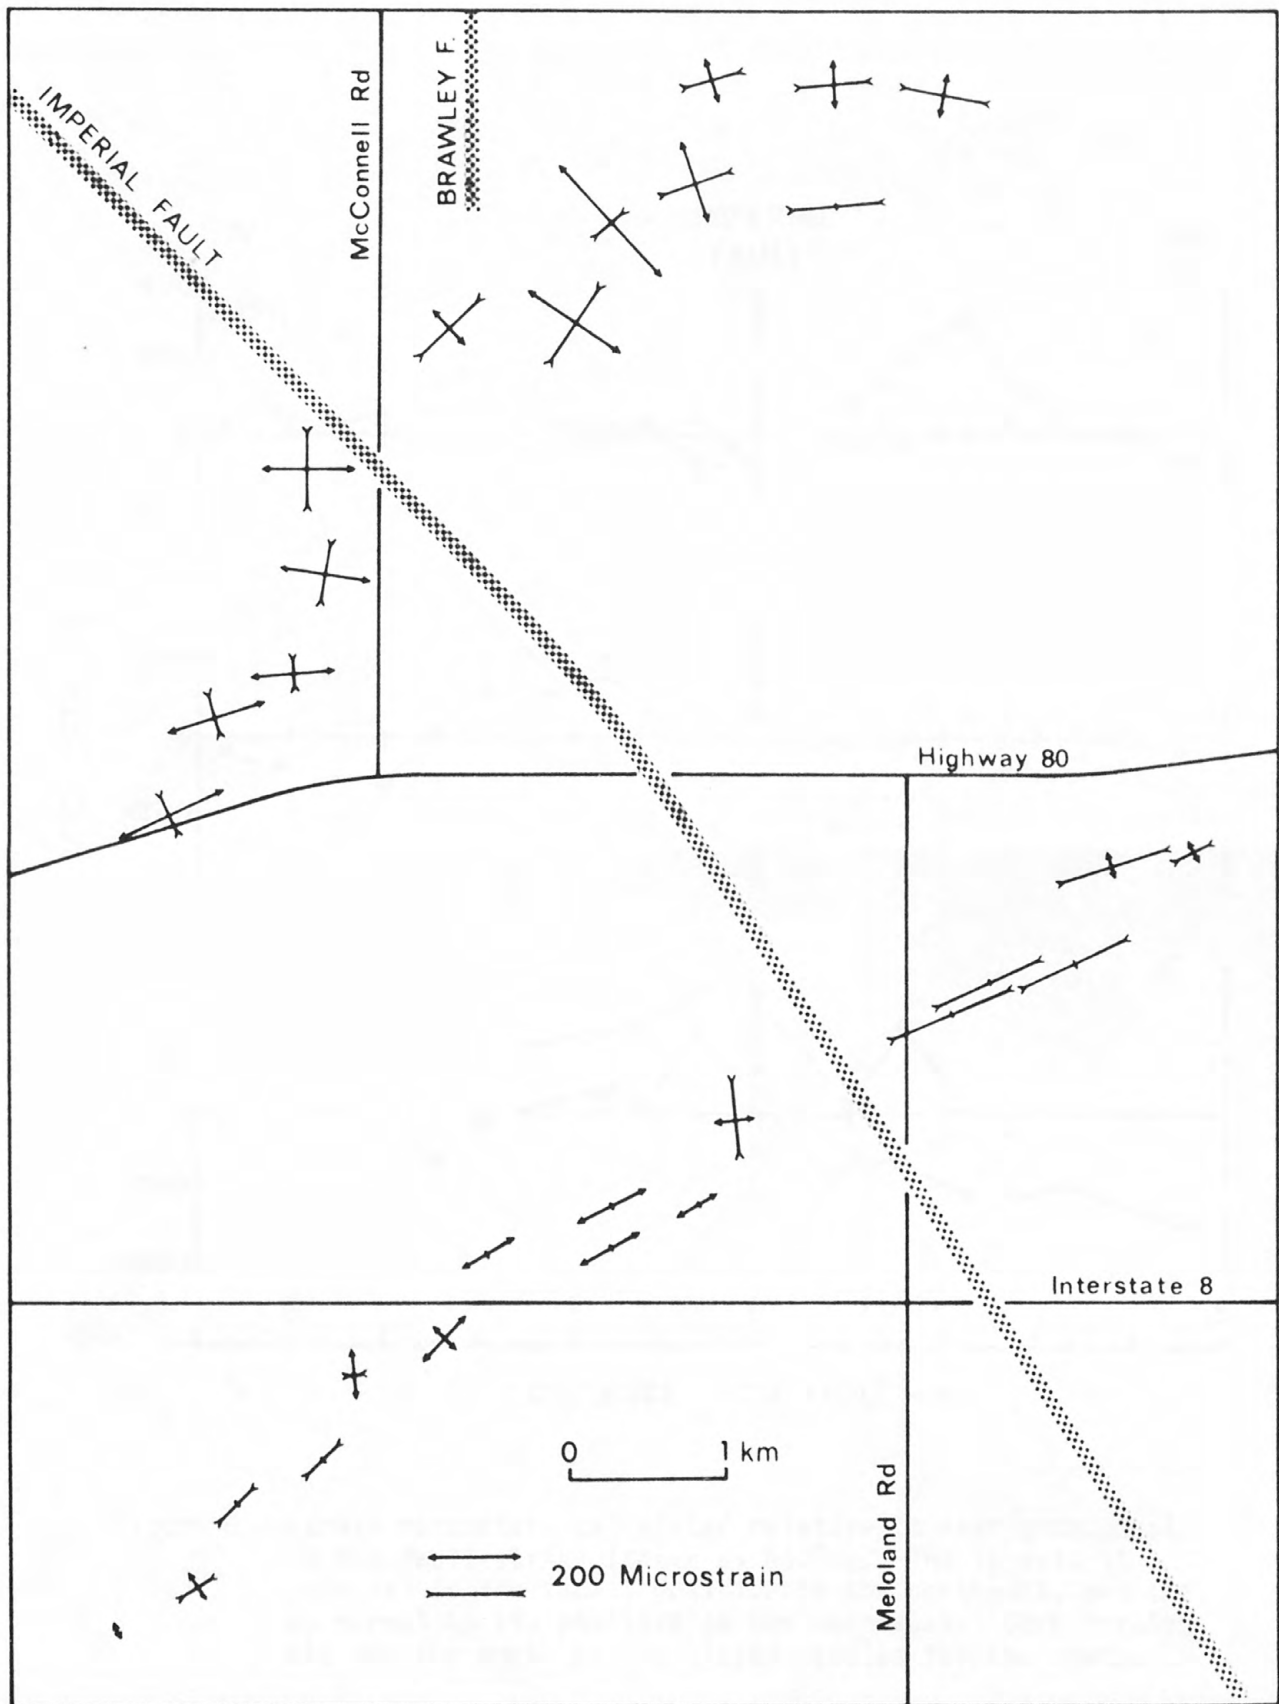 IMPERIAL FAULT
McConnell Rd
BRAWLEY F.
Highway 80
Interstate 8
0 1 km
Meloland Rd
200 Microstrain